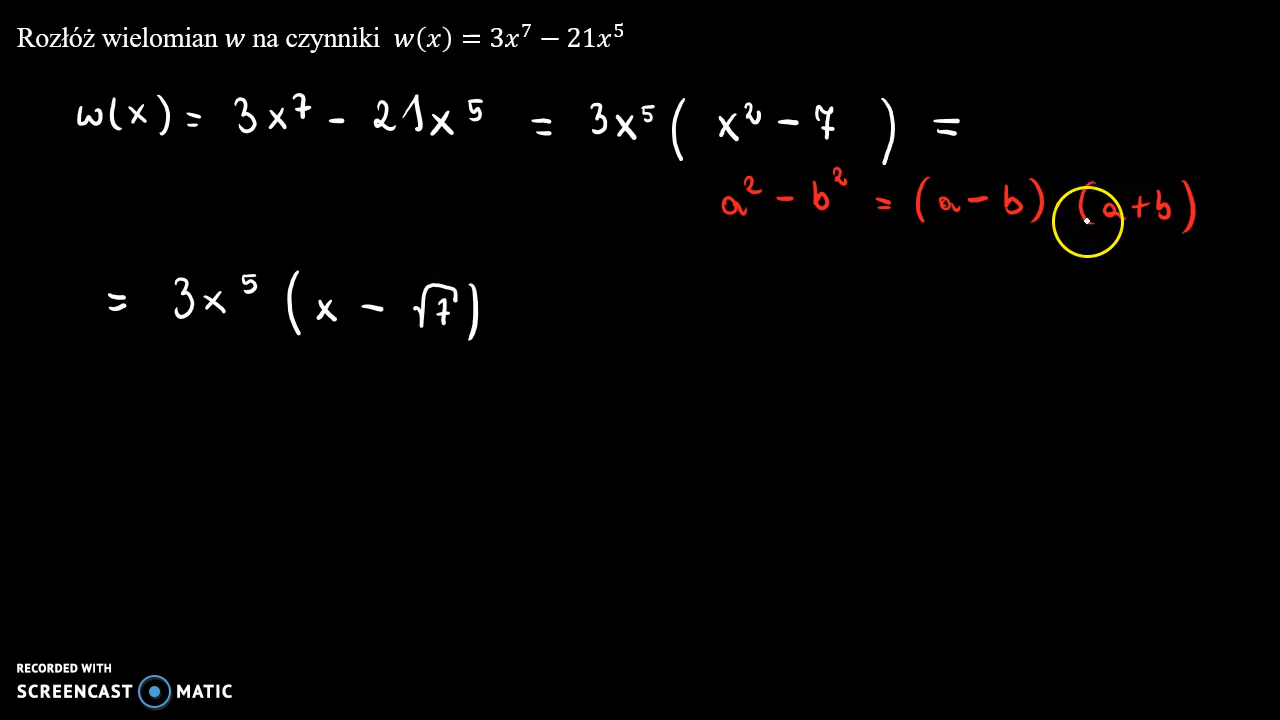 Rozłóż wielomian w na czynniki w(x) = 3x⁷ − 21x⁵
w(x) = 3x⁷ - 21x⁵ = 3x⁵( x² - 7 ) =
a² - b² = (a - b) (a + b)
= 3x⁵ (x - √7)
RECORDED WITH
SCREENCAST MATIC